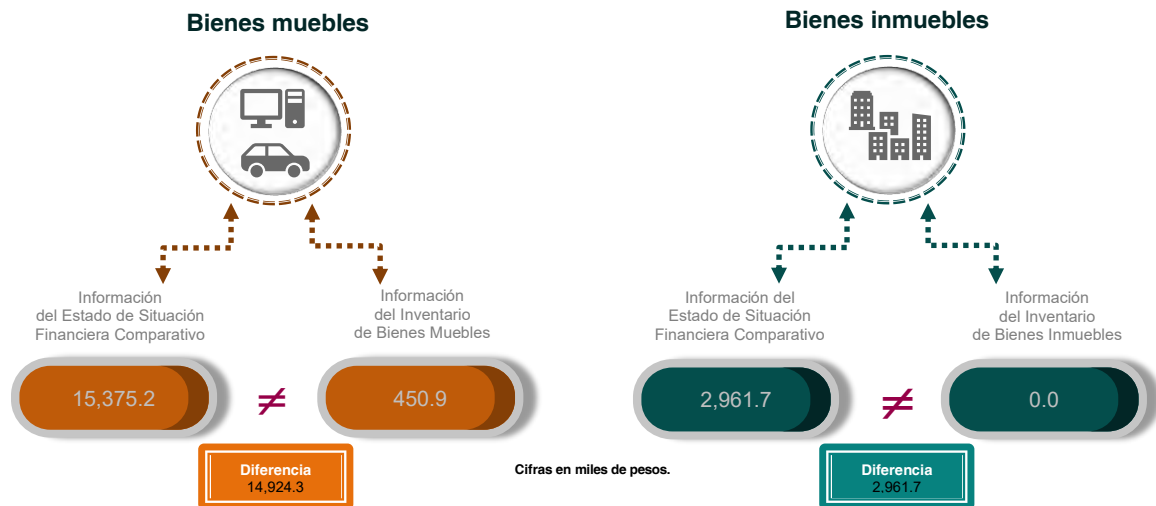 Bienes muebles
Información
del Estado de Situación
Financiera Comparativo
Información
del Inventario
de Bienes Muebles
15,375.2
≠
450.9
Diferencia
14,924.3
Cifras en miles de pesos.
Bienes inmuebles
Información del
Estado de Situación
Financiera Comparativo
Información
del Inventario
de Bienes Inmuebles
2,961.7
≠
0.0
Diferencia
2,961.7